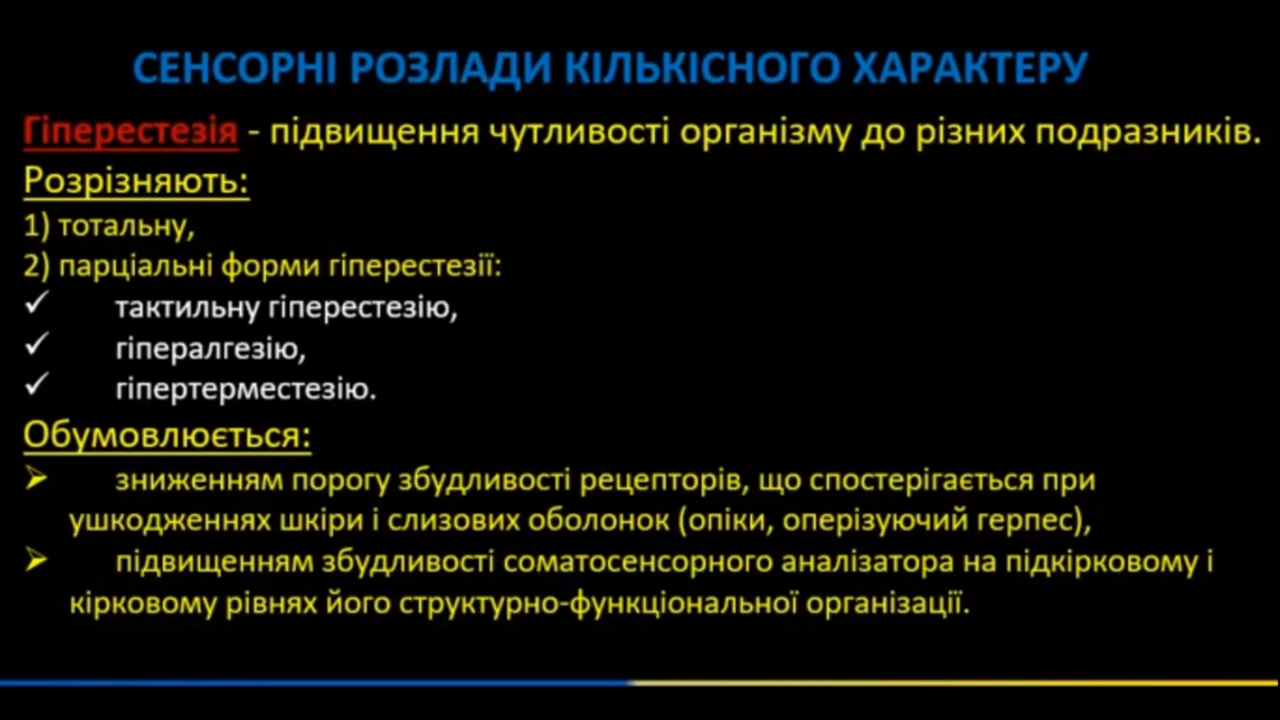 СЕНСОРНІ РОЗЛАДИ КІЛЬКІСНОГО ХАРАКТЕРУ
Гіперестезія - підвищення чутливості організму до різних подразників.
Розрізняють:
1) тотальну,
2) парціальні форми гіперестезії:
✓ тактильну гіперестезію,
✓ гіпералгезію,
✓ гіпертерместезію.
Обумовлюється:
➢ зниженням порогу збудливості рецепторів, що спостерігається при
ушкодженнях шкіри і слизових оболонок (опіки, оперізуючий герпес),
➢ підвищенням збудливості соматосенсорного аналізатора на підкірковому і
кірковому рівнях його структурно-функціональної організації.